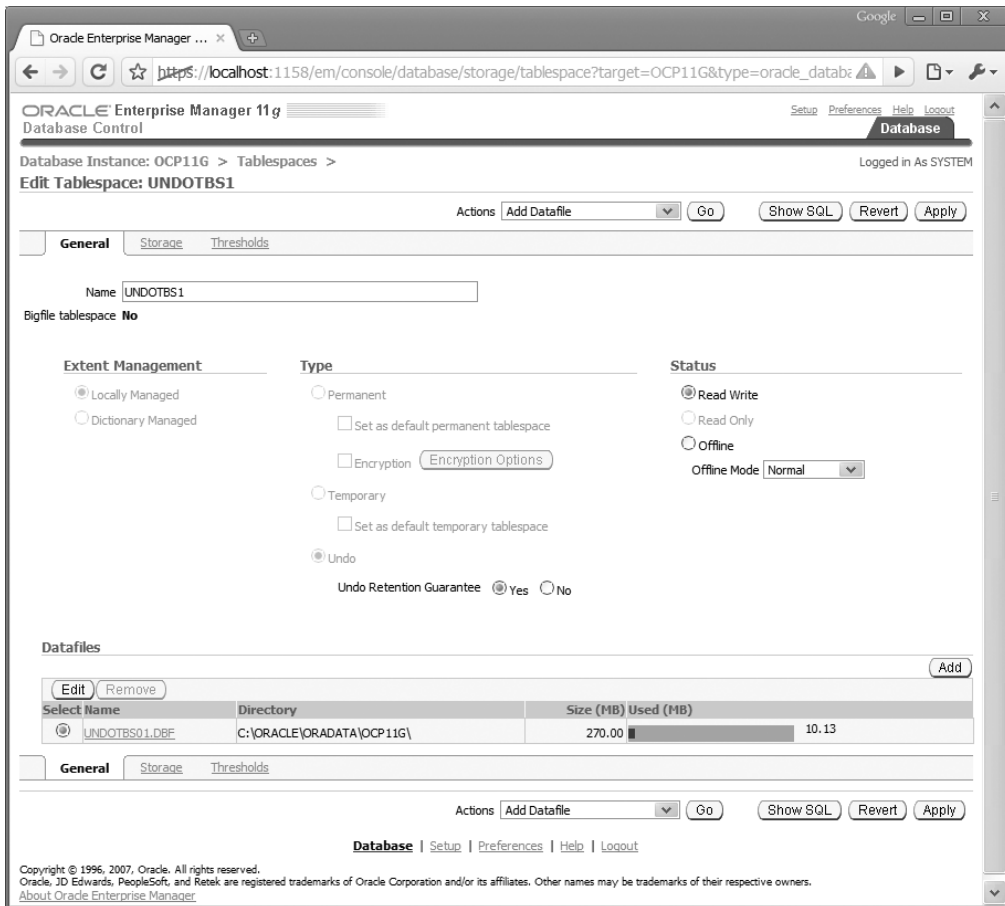 Google
Oracle Enterprise Manager ...
https://localhost:1158/em/console/database/storage/tablespace?target=OCP11G&type=oracle_databa
ORACLE Enterprise Manager 11g
Database Control
Setup Preferences Help Logout
Database
Database Instance: OCP11G > Tablespaces >
Logged in As SYSTEM
Edit Tablespace: UNDOTBS1
Actions Add Datafile Go Show SQL Revert Apply
General Storage Thresholds
Name UNDOTBS1
Bigfile tablespace No
Extent Management Type Status
Locally Managed Permanent Read Write
Dictionary Managed Set as default permanent tablespace Read Only
Encryption Encryption Options Offline
Offline Mode Normal
Temporary
Set as default temporary tablespace
Undo
Undo Retention Guarantee Yes No
Datafiles
Add
Edit Remove
Select Name Directory Size (MB) Used (MB)
UNDOTBS01.DBF C:\ORACLE\ORADATA\OCP11G\ 270.00 10.13
General Storage Thresholds
Actions Add Datafile Go Show SQL Revert Apply
Database | Setup | Preferences | Help | Logout
Copyright © 1996, 2007, Oracle. All rights reserved.
Oracle, JD Edwards, PeopleSoft, and Retek are registered trademarks of Oracle Corporation and/or its affiliates. Other names may be trademarks of their respective owners.
About Oracle Enterprise Manager